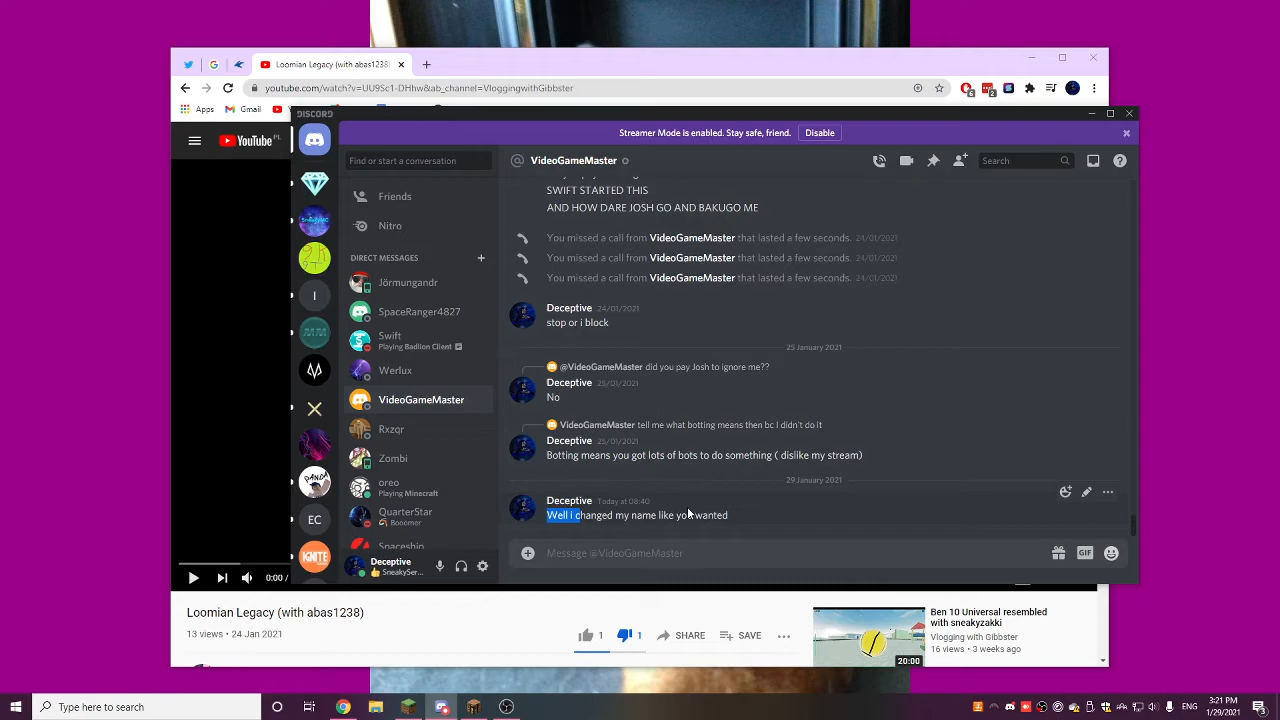 Loomian Legacy (with abas1238)
youtube.com/watch?v=UU9Sc1-DHhw&ab_channel=VloggingwithGibbster
Apps
Gmail
YouTube PL
DISCORD
Streamer Mode is enabled. Stay safe, friend.
Disable
Find or start a conversation
VideoGameMaster
Search
Friends
Nitro
DIRECT MESSAGES
Jörmungandr
SpaceRanger4827
Swift
Playing Badlion Client
Werlux
VideoGameMaster
Rxzqr
Zombi
oreo
Playing Minecraft
QuarterStar
Booomer
Spaceship
Deceptive
SneakySer...
SWIFT STARTED THIS
AND HOW DARE JOSH GO AND BAKUGO ME
You missed a call from VideoGameMaster that lasted a few seconds. 24/01/2021
You missed a call from VideoGameMaster that lasted a few seconds. 24/01/2021
You missed a call from VideoGameMaster that lasted a few seconds. 24/01/2021
Deceptive 24/01/2021
stop or i block
25 January 2021
@VideoGameMaster did you pay Josh to ignore me??
Deceptive 25/01/2021
No
VideoGameMaster tell me what botting means then bc I didn't do it
Deceptive 25/01/2021
Botting means you got lots of bots to do something ( dislike my stream)
29 January 2021
Deceptive Today at 08:40
Well i changed my name like you wanted
Message @VideoGameMaster
GIF
I
EC
IGNITE
0:00 /
Loomian Legacy (with abas1238)
13 views • 24 Jan 2021
1
1
SHARE
SAVE
Ben 10 Universal resembled
with sneakyzakki
Vlogging with Gibbster
16 views • 3 weeks ago
20:00
Type here to search
3:21 PM
1/29/2021